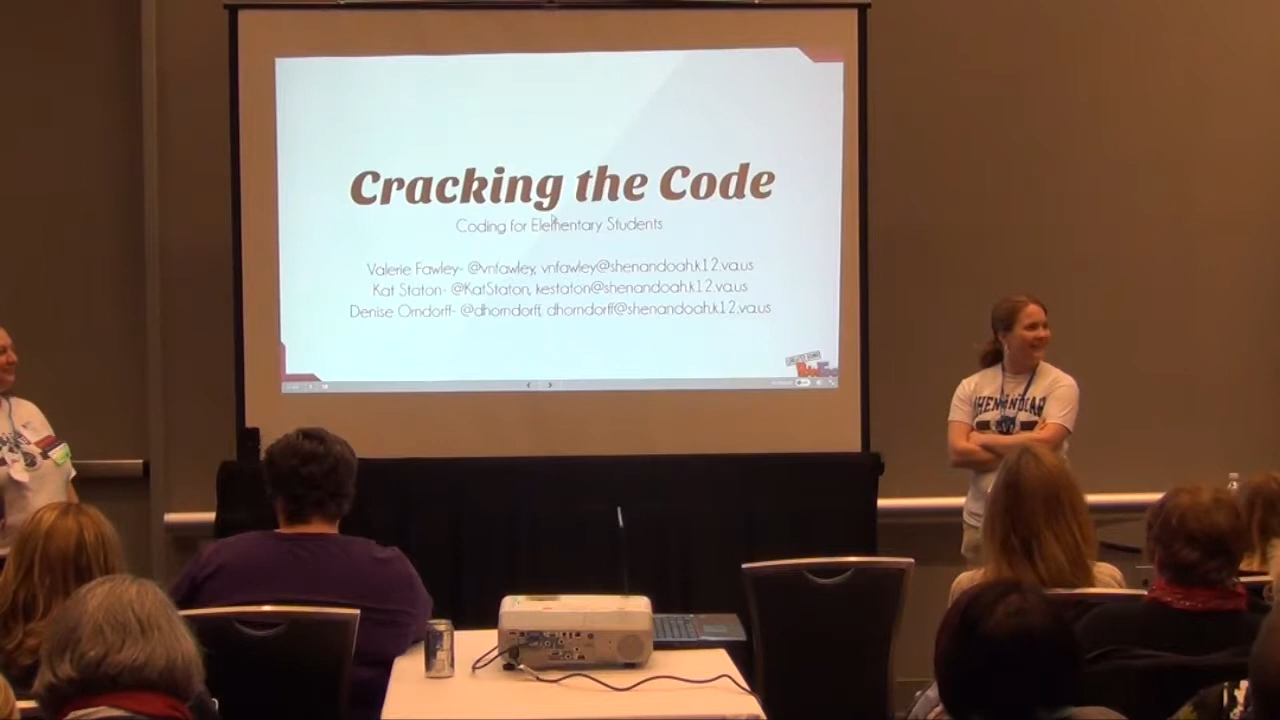 Cracking the Code
Coding for Elementary Students
Valerie Fawley- @vnfawley, vnfawley@shenandoah.k12.va.us
Kat Staton- @KatStaton, kestaton@shenandoah.k12.va.us
Denise Orndorff- @dhorndorff, dhorndorff@shenandoah.k12.va.us
SHENANDOAH